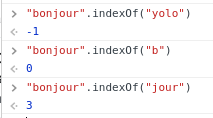 > "bonjour".indexOf("yolo")
< -1
> "bonjour".indexOf("b")
< 0
> "bonjour".indexOf("jour")
< 3